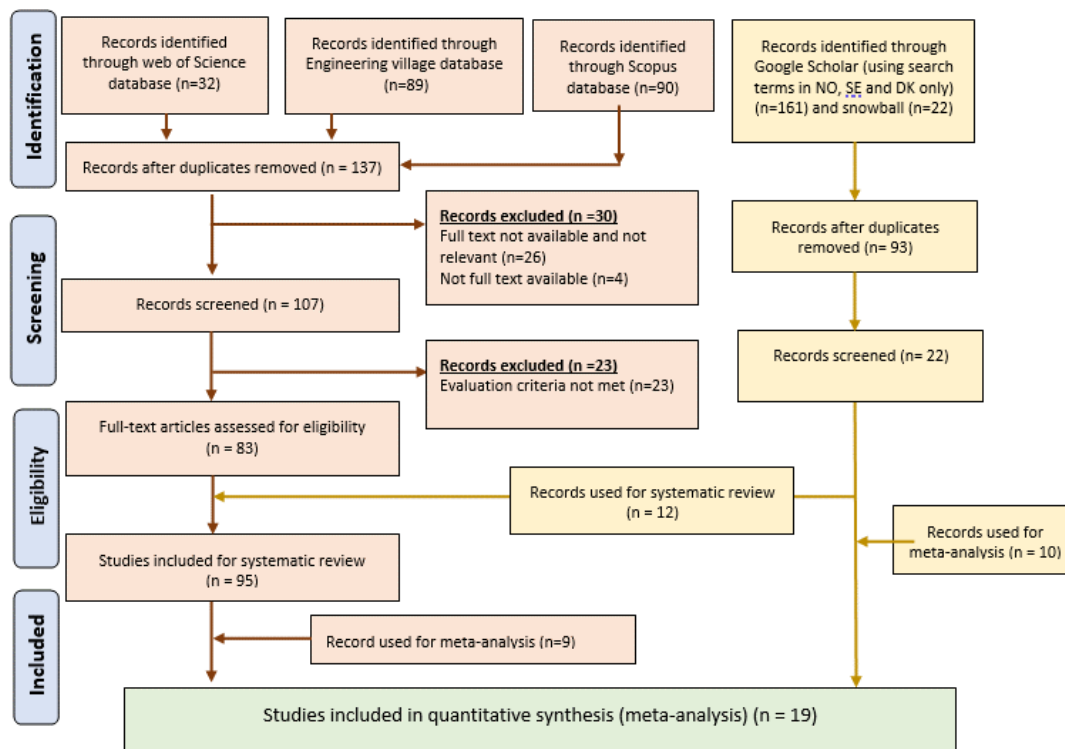 Identification
Records identified
through web of Science
database
(n=32)
Records identified through
Engineering village database
(n=89)
Records identified
through Scopus
database (n=90)
Records identified through
Google Scholar (using search
terms in NO, SE and DK only)
(n=161) and snowball (n=22)
Records after duplicates removed (n = 137)
Screening
Records excluded (n =30)
Full text not available and not
relevant (n=26)
Not full text available (n=4)
Records after duplicates
removed (n= 93)
Records screened (n = 107)
Records screened (n= 22)
Records excluded (n =23)
Evaluation criteria not met (n=23)
Eligibility
Full-text articles assessed for eligibility
(n = 83)
Records used for systematic review
(n = 12)
Records used for
meta-analysis (n = 10)
Studies included for systematic review
(n = 95)
Included
Record used for meta-analysis (n=9)
Studies included in quantitative synthesis (meta-analysis) (n = 19)